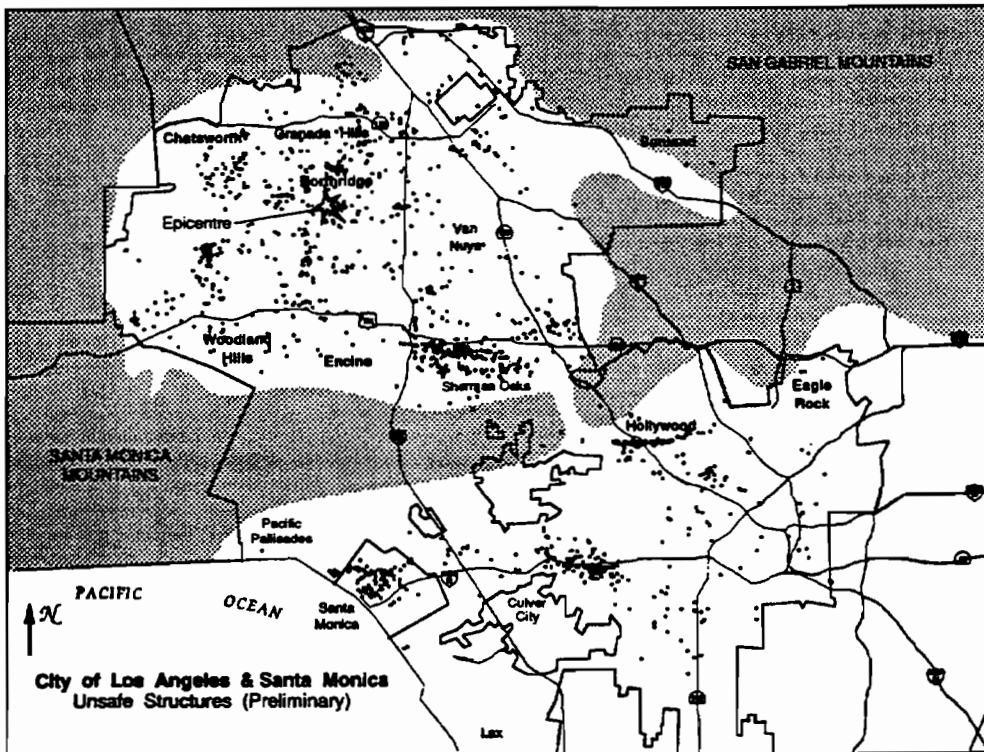 SAN GABRIEL MOUNTAINS
Chatsworth
Granada Hills
Sunland
Northridge
Epicentre
Van
Nuys
Woodland
Hills
Encine
Sherman Oaks
Eagle
Rock
Hollywood
SANTA MONICA
MOUNTAINS
Pacific
Pallisades
PACIFIC
OCEAN
Santa
Monica
Culver
City
N
City of Los Angeles & Santa Monica
Unsafe Structures (Preliminary)
Lax